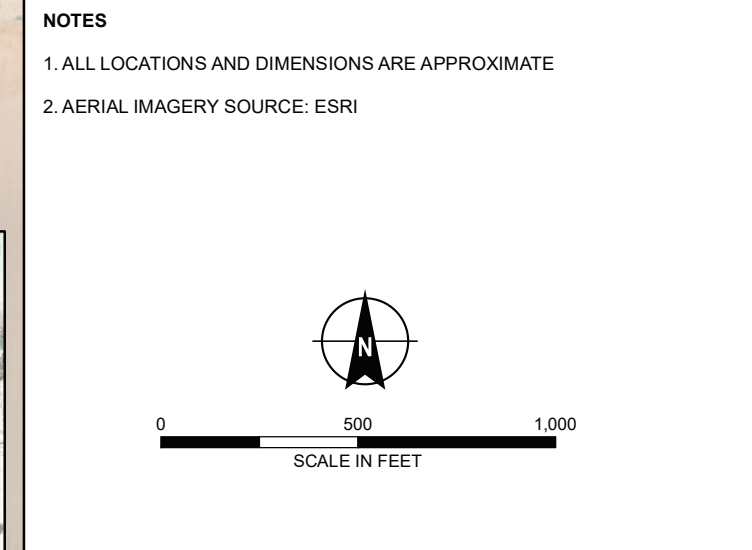 NOTES
1. ALL LOCATIONS AND DIMENSIONS ARE APPROXIMATE
2. AERIAL IMAGERY SOURCE: ESRI
N
0 500 1,000
SCALE IN FEET